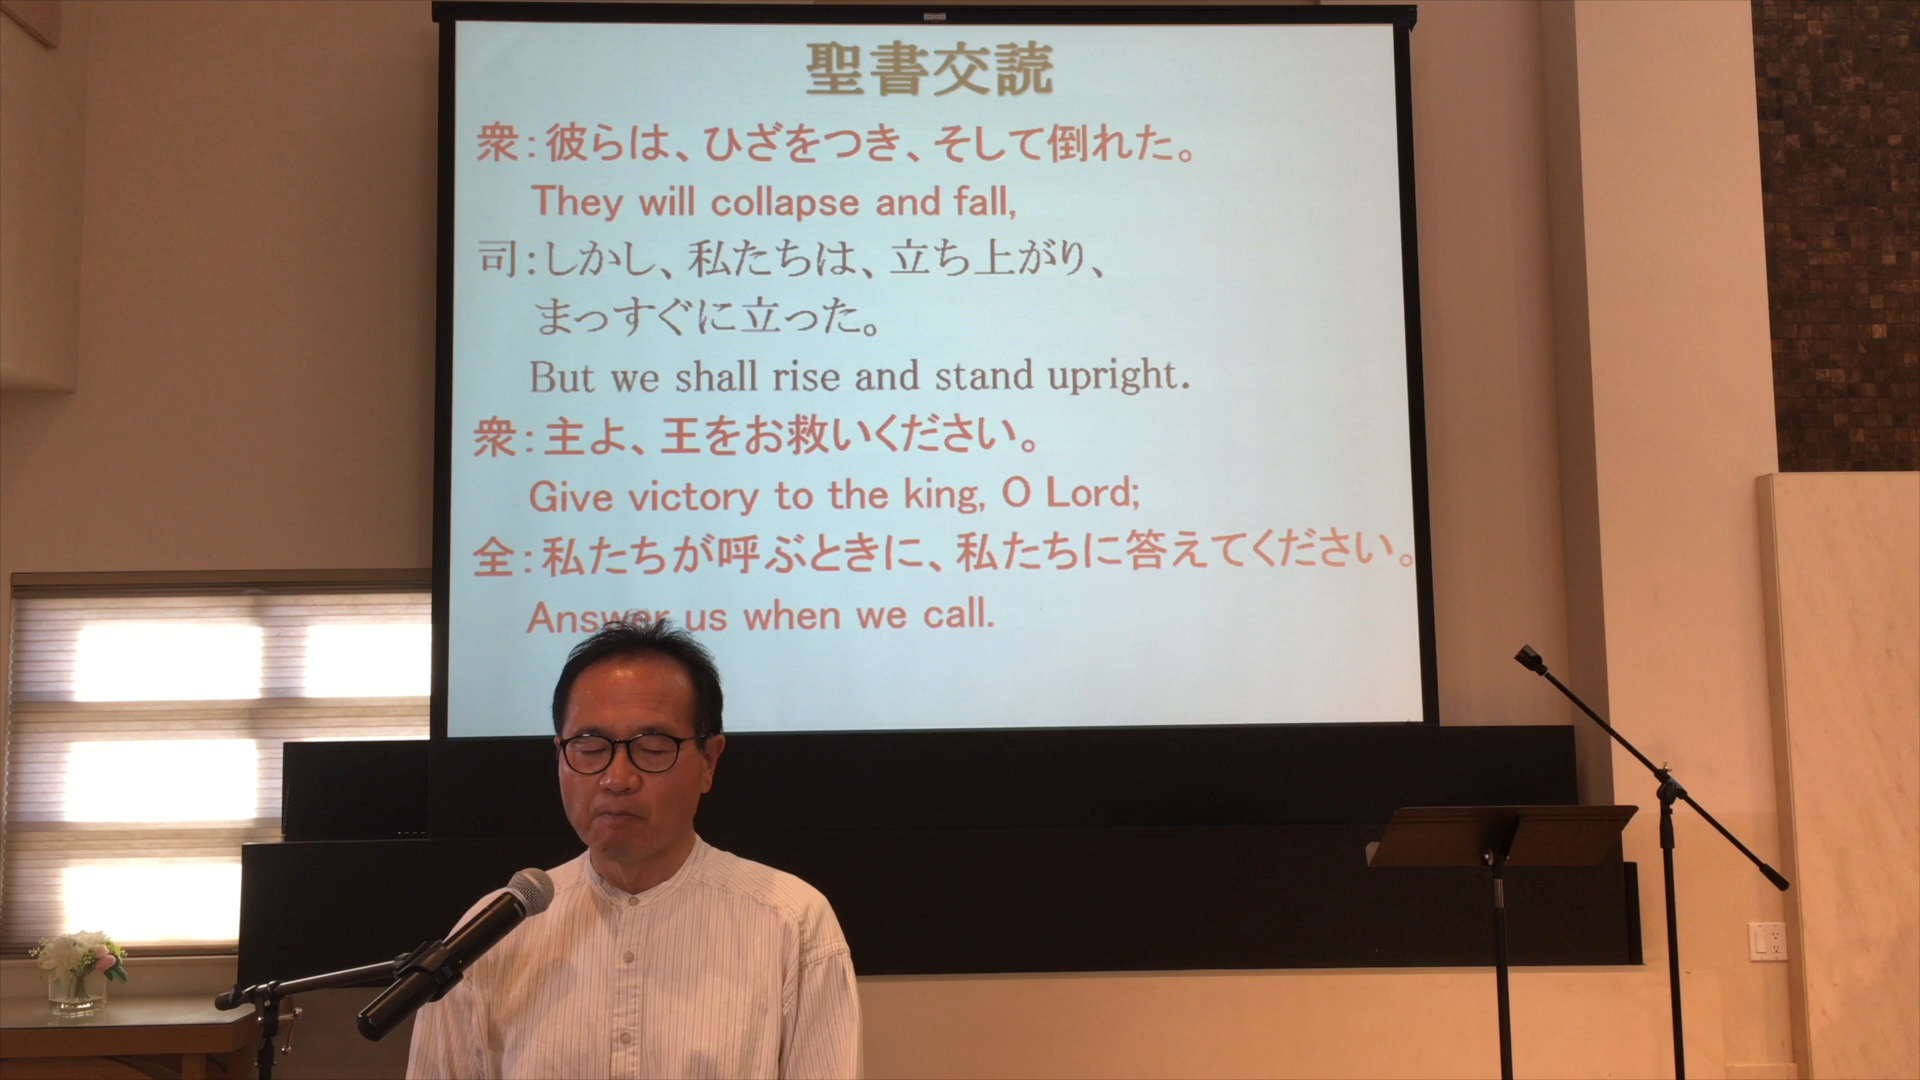 聖書交読
衆：彼らは、ひざをつき、そして倒れた。
They will collapse and fall,
司：しかし、私たちは、立ち上がり、
まっすぐに立った。
But we shall rise and stand upright.
衆：主よ、王をお救いください。
Give victory to the king, O Lord;
全：私たちが呼ぶときに、私たちに答えてください。
Answer us when we call.